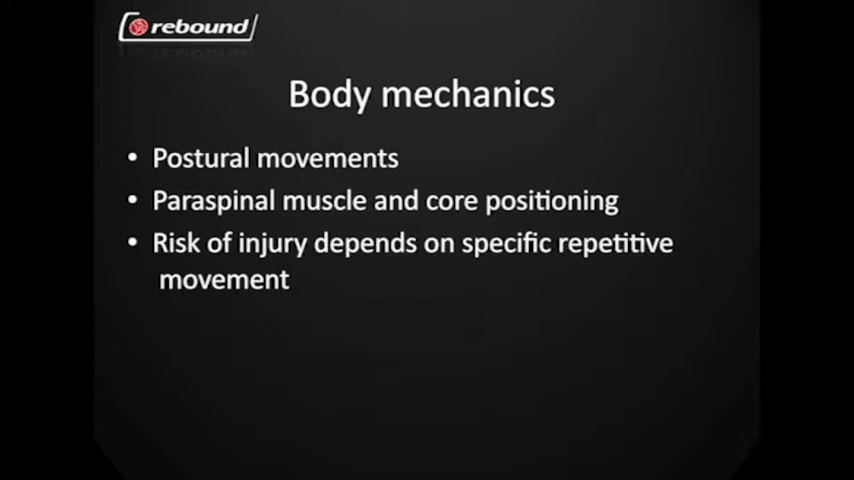 rebound
Body mechanics
• Postural movements
• Paraspinal muscle and core positioning
• Risk of injury depends on specific repetitive
movement